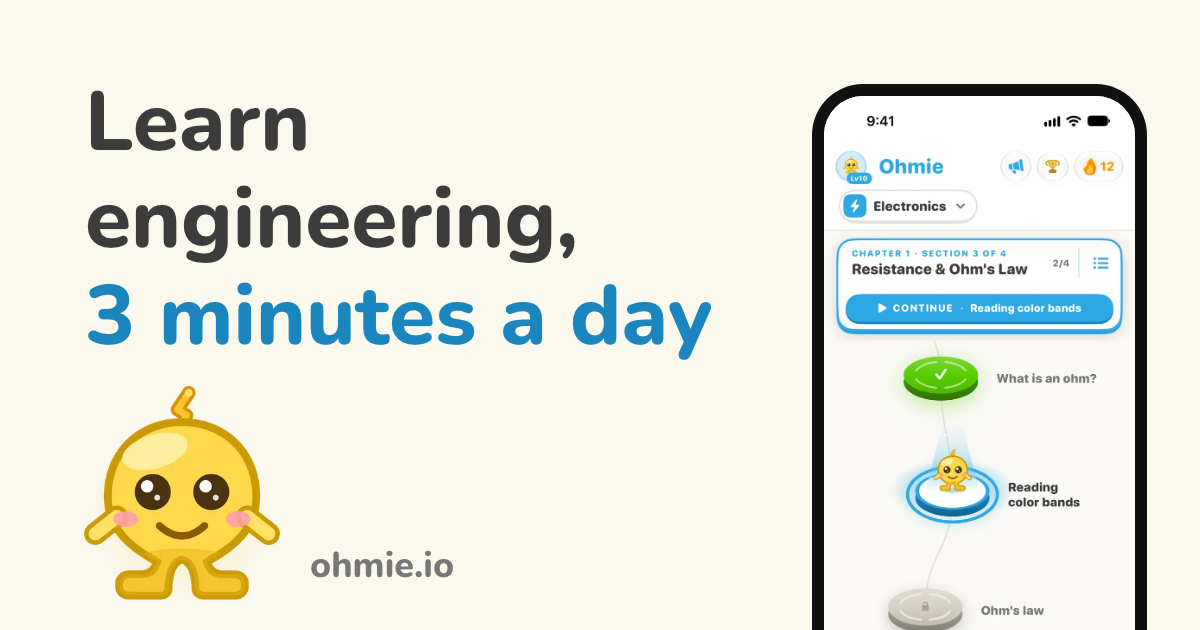 Learn
engineering,
3 minutes a day
ohmie.io
9:41
Lv10
Ohmie
12
Electronics
CHAPTER 1 · SECTION 3 OF 4
Resistance & Ohm's Law
2/4
CONTINUE · Reading color bands
What is an ohm?
Reading
color bands
Ohm's law